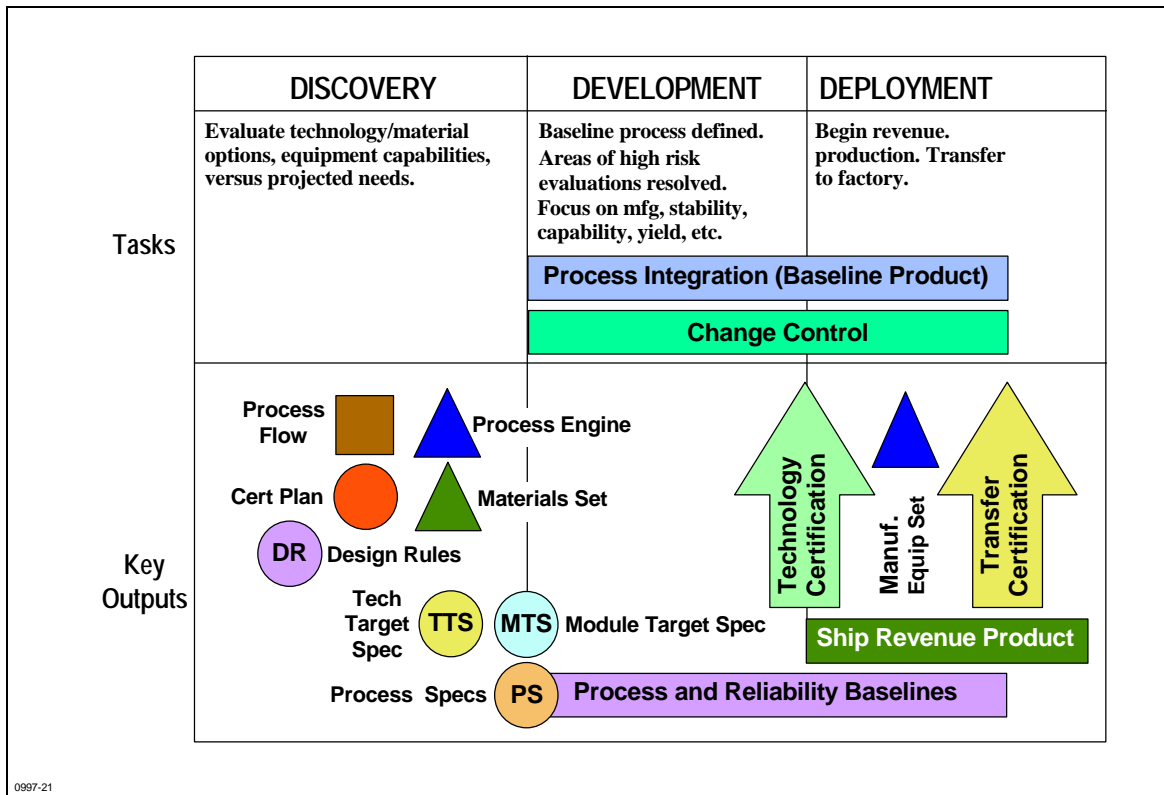 DISCOVERY
DEVELOPMENT
DEPLOYMENT
Tasks
Evaluate technology/material
options, equipment capabilities,
versus projected needs.
Baseline process defined.
Areas of high risk
evaluations resolved.
Focus on mfg, stability,
capability, yield, etc.
Begin revenue.
production. Transfer
to factory.
Process Integration (Baseline Product)
Change Control
Key
Outputs
Process
Flow
Process Engine
Cert Plan
Materials Set
DR
Design Rules
Tech
Target
Spec
TTS
MTS
Module Target Spec
Process Specs
PS
Process and Reliability Baselines
Technology
Certification
Manuf.
Equip Set
Transfer
Certification
Ship Revenue Product
0997-21